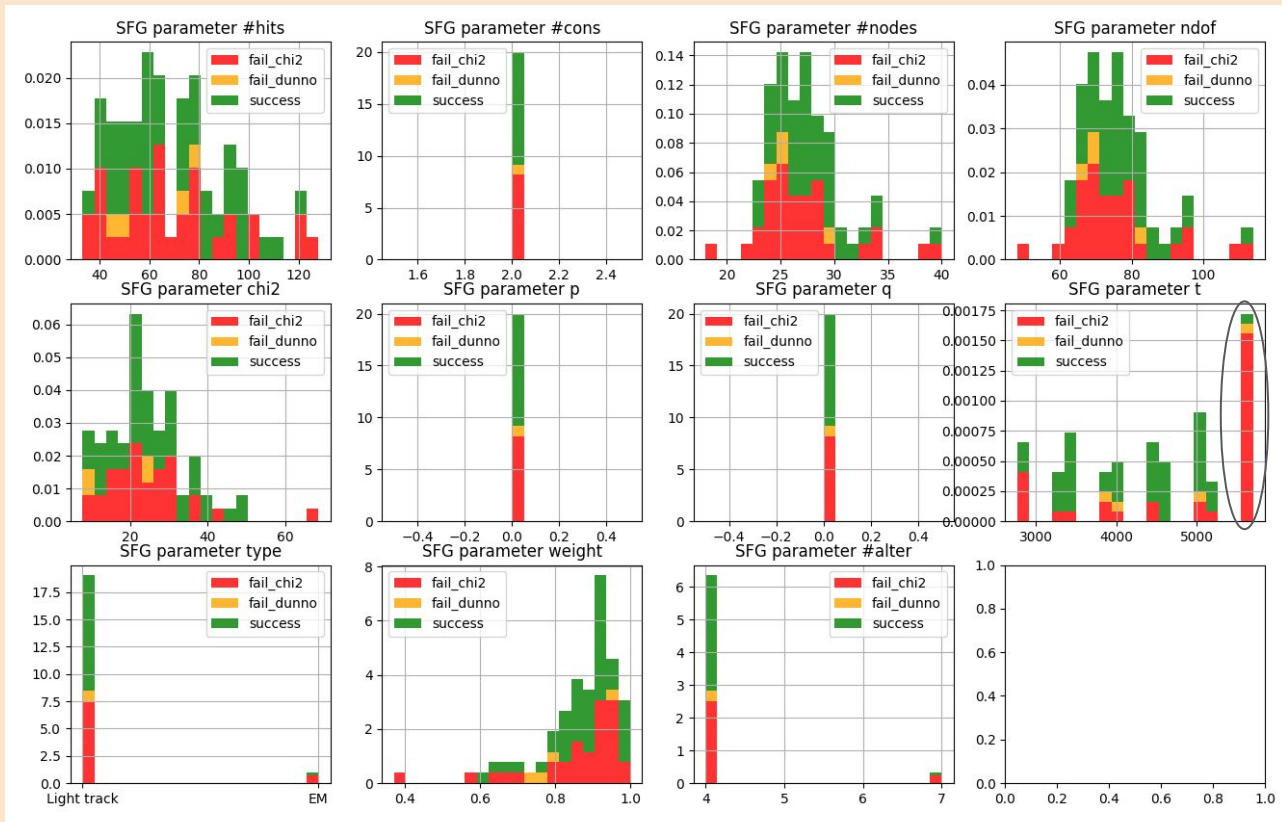 SFG parameter #hits
fail_chi2
fail_dunno
success
0.020
0.015
0.010
0.005
0.000
40 60 80 100 120
SFG parameter #cons
fail_chi2
fail_dunno
success
20
15
10
5
0
1.6 1.8 2.0 2.2 2.4
SFG parameter #nodes
fail_chi2
fail_dunno
success
0.14
0.12
0.10
0.08
0.06
0.04
0.02
0.00
20 25 30 35 40
SFG parameter ndof
fail_chi2
fail_dunno
success
0.04
0.03
0.02
0.01
0.00
60 80 100
SFG parameter chi2
fail_chi2
fail_dunno
success
0.06
0.05
0.04
0.03
0.02
0.01
0.00
20 40 60
SFG parameter p
fail_chi2
fail_dunno
success
20
15
10
5
0
−0.4 −0.2 0.0 0.2 0.4
SFG parameter q
fail_chi2
fail_dunno
success
20
15
10
5
0
−0.4 −0.2 0.0 0.2 0.4
SFG parameter t
fail_chi2
fail_dunno
success
0.00175
0.00150
0.00125
0.00100
0.00075
0.00050
0.00025
0.00000
3000 4000 5000
SFG parameter type
fail_chi2
fail_dunno
success
17.5
15.0
12.5
10.0
7.5
5.0
2.5
0.0
Light track EM
SFG parameter weight
fail_chi2
fail_dunno
success
8
6
4
2
0
0.4 0.6 0.8 1.0
SFG parameter #alter
fail_chi2
fail_dunno
success
6
5
4
3
2
1
0
4 5 6 7
1.0
0.8
0.6
0.4
0.2
0.0
0.0 0.2 0.4 0.6 0.8 1.0